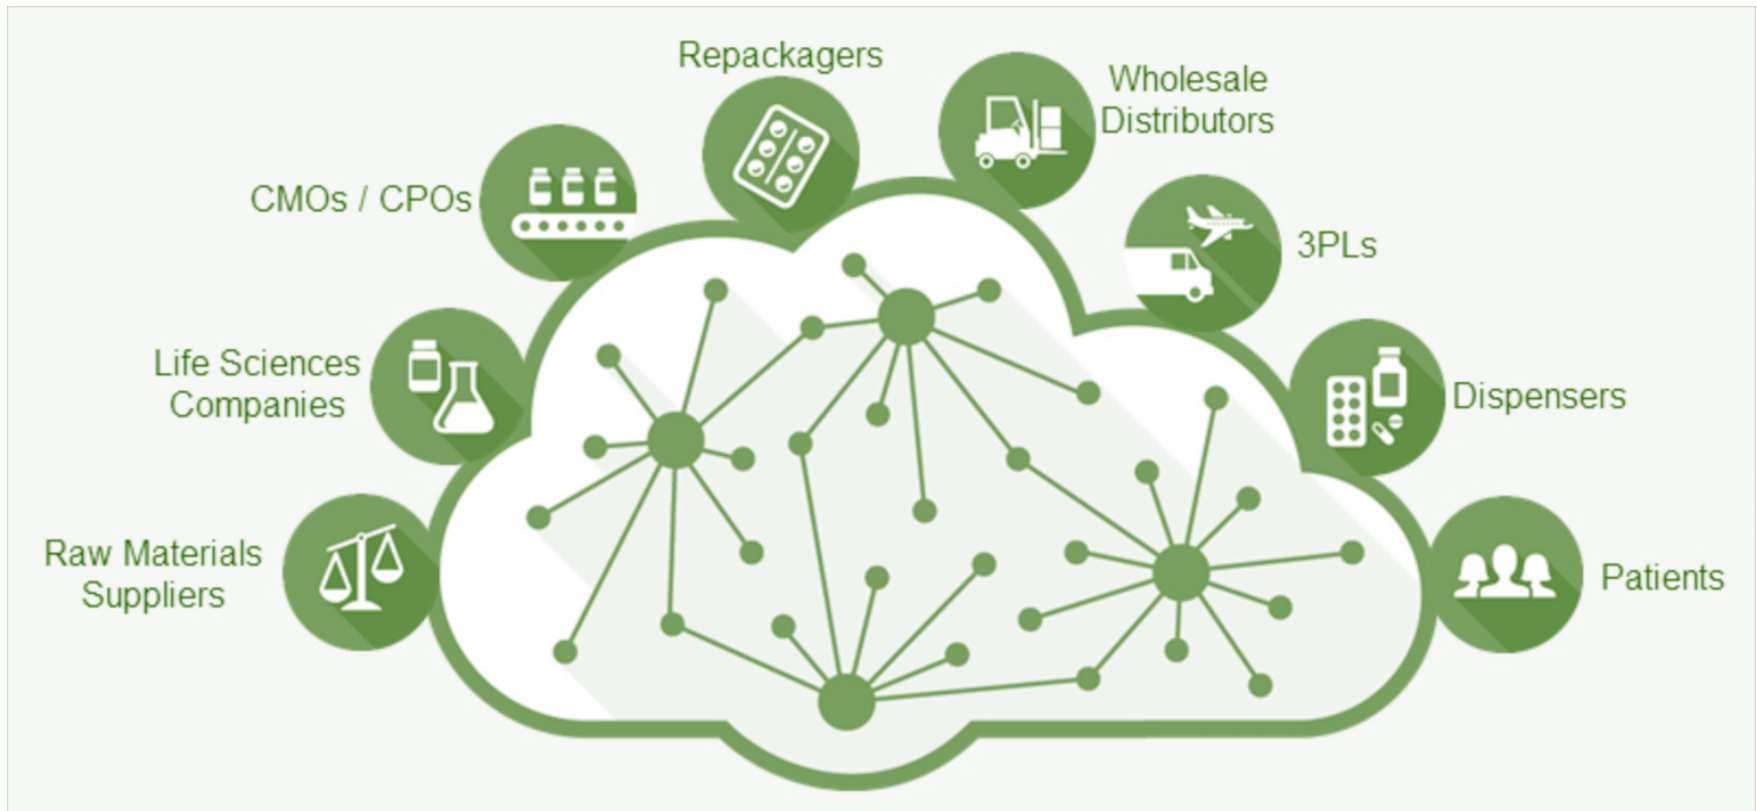 Repackagers
Wholesale
Distributors
CMOs / CPOs
3PLs
Life Sciences
Companies
Dispensers
Raw Materials
Suppliers
Patients